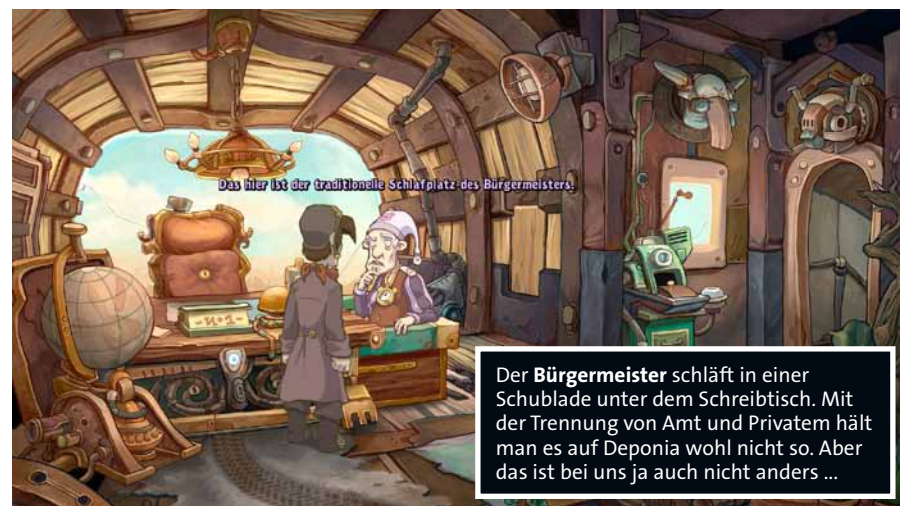 Das hier ist der traditionelle Schlafplatz des Bürgermeisters.
-N°1-
Der Bürgermeister schläft in einer
Schublade unter dem Schreibtisch. Mit
der Trennung von Amt und Privatem hält
man es auf Deponia wohl nicht so. Aber
das ist bei uns ja auch nicht anders ...